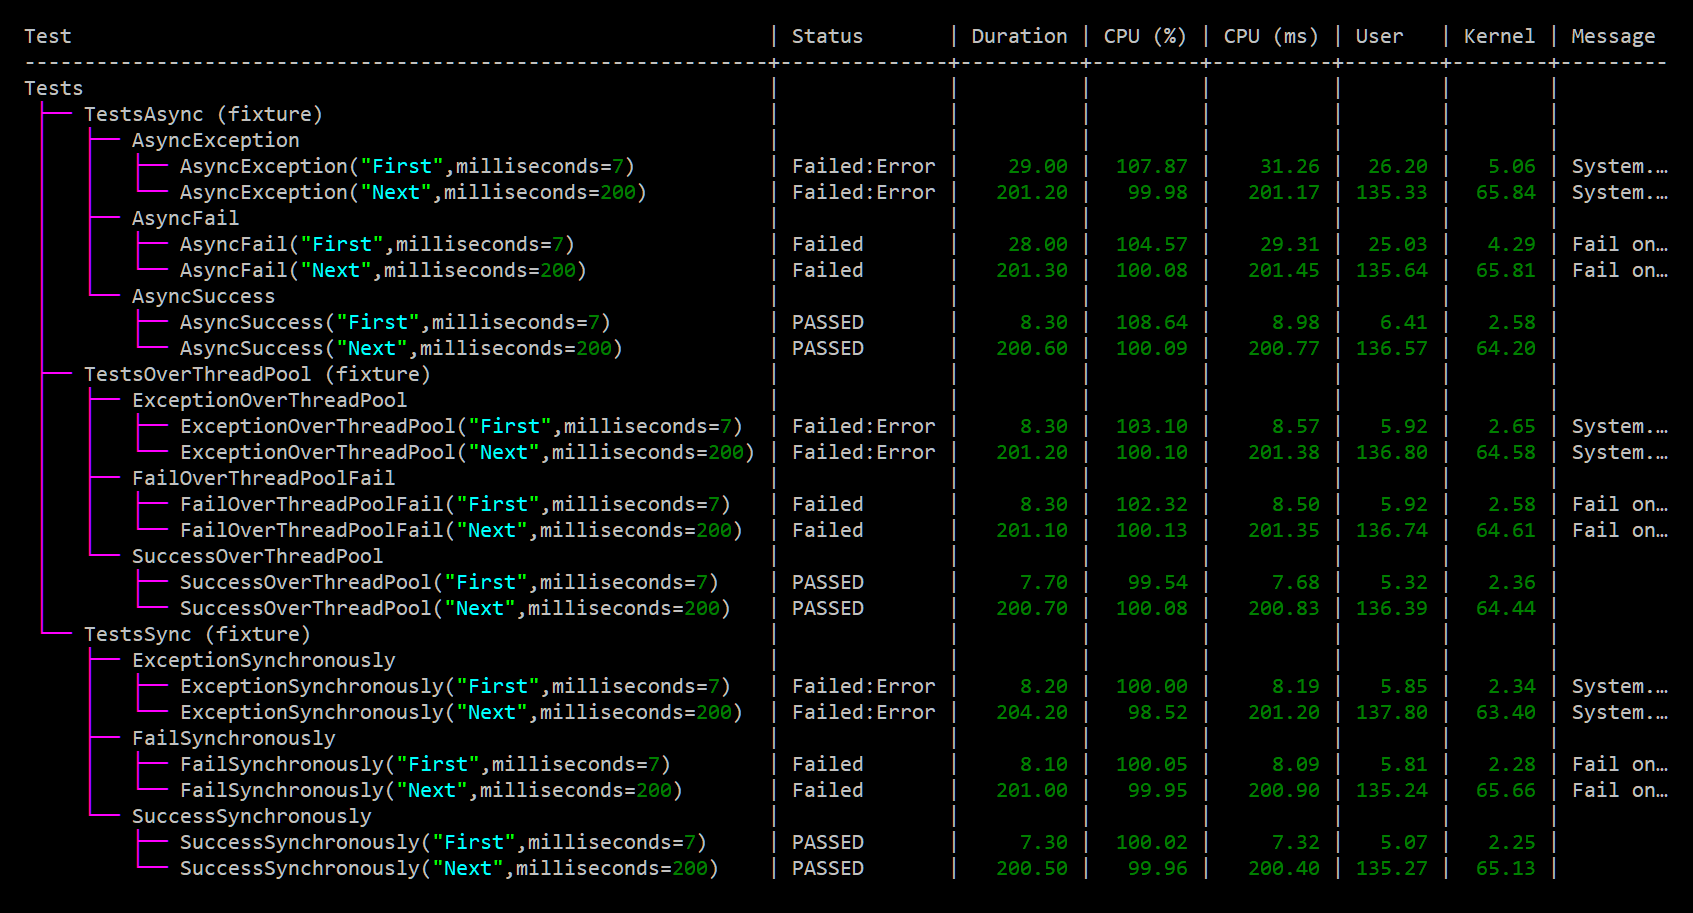 Test | Status | Duration | CPU (%) | CPU (ms) | User | Kernel | Message
---------------------------------------------------------------+--------------+----------+---------+----------+--------+--------+---------
Tests | | | | | | |
├── TestsAsync (fixture) | | | | | | |
├── AsyncException | | | | | | |
├── AsyncException("First",milliseconds=7) | Failed:Error | 29.00 | 107.87 | 31.26 | 26.20 | 5.06 | System.…
└── AsyncException("Next",milliseconds=200) | Failed:Error | 201.20 | 99.98 | 201.17 | 135.33 | 65.84 | System.…
├── AsyncFail | | | | | | |
├── AsyncFail("First",milliseconds=7) | Failed | 28.00 | 104.57 | 29.31 | 25.03 | 4.29 | Fail on…
└── AsyncFail("Next",milliseconds=200) | Failed | 201.30 | 100.08 | 201.45 | 135.64 | 65.81 | Fail on…
└── AsyncSuccess | | | | | | |
├── AsyncSuccess("First",milliseconds=7) | PASSED | 8.30 | 108.64 | 8.98 | 6.41 | 2.58 |
└── AsyncSuccess("Next",milliseconds=200) | PASSED | 200.60 | 100.09 | 200.77 | 136.57 | 64.20 |
├── TestsOverThreadPool (fixture) | | | | | | |
├── ExceptionOverThreadPool | | | | | | |
├── ExceptionOverThreadPool("First",milliseconds=7) | Failed:Error | 8.30 | 103.10 | 8.57 | 5.92 | 2.65 | System.…
└── ExceptionOverThreadPool("Next",milliseconds=200) | Failed:Error | 201.20 | 100.10 | 201.38 | 136.80 | 64.58 | System.…
├── FailOverThreadPoolFail | | | | | | |
├── FailOverThreadPoolFail("First",milliseconds=7) | Failed | 8.30 | 102.32 | 8.50 | 5.92 | 2.58 | Fail on…
└── FailOverThreadPoolFail("Next",milliseconds=200) | Failed | 201.10 | 100.13 | 201.35 | 136.74 | 64.61 | Fail on…
└── SuccessOverThreadPool | | | | | | |
├── SuccessOverThreadPool("First",milliseconds=7) | PASSED | 7.70 | 99.54 | 7.68 | 5.32 | 2.36 |
└── SuccessOverThreadPool("Next",milliseconds=200) | PASSED | 200.70 | 100.08 | 200.83 | 136.39 | 64.44 |
└── TestsSync (fixture) | | | | | | |
├── ExceptionSynchronously | | | | | | |
├── ExceptionSynchronously("First",milliseconds=7) | Failed:Error | 8.20 | 100.00 | 8.19 | 5.85 | 2.34 | System.…
└── ExceptionSynchronously("Next",milliseconds=200) | Failed:Error | 204.20 | 98.52 | 201.20 | 137.80 | 63.40 | System.…
├── FailSynchronously | | | | | | |
├── FailSynchronously("First",milliseconds=7) | Failed | 8.10 | 100.05 | 8.09 | 5.81 | 2.28 | Fail on…
└── FailSynchronously("Next",milliseconds=200) | Failed | 201.00 | 99.95 | 200.90 | 135.24 | 65.66 | Fail on…
└── SuccessSynchronously | | | | | | |
├── SuccessSynchronously("First",milliseconds=7) | PASSED | 7.30 | 100.02 | 7.32 | 5.07 | 2.25 |
└── SuccessSynchronously("Next",milliseconds=200) | PASSED | 200.50 | 99.96 | 200.40 | 135.27 | 65.13 |